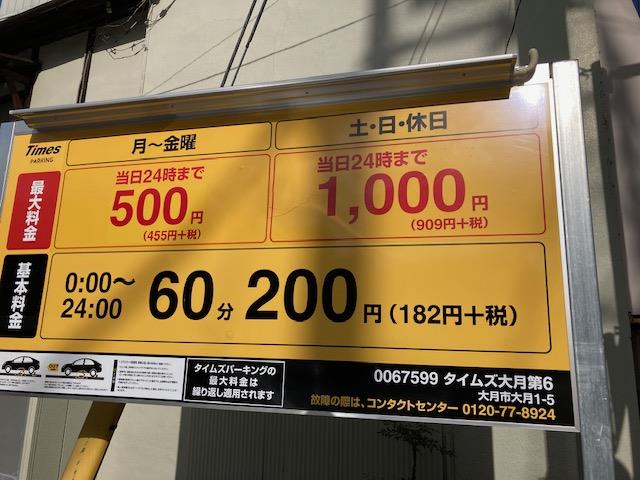 Times
PARKING
月～金曜
土・日・休日
最大料金
当日24時まで
500円
(455円+税)
当日24時まで
1,000円
(909円+税)
基本料金
0:00～
24:00
60分 200円(182円+税)
OUT
タイムズパーキングの
最大料金は
繰り返し適用されます
0067599 タイムズ大月第6
大月市大月1-5
故障の際は、コンタクトセンター 0120-77-8924